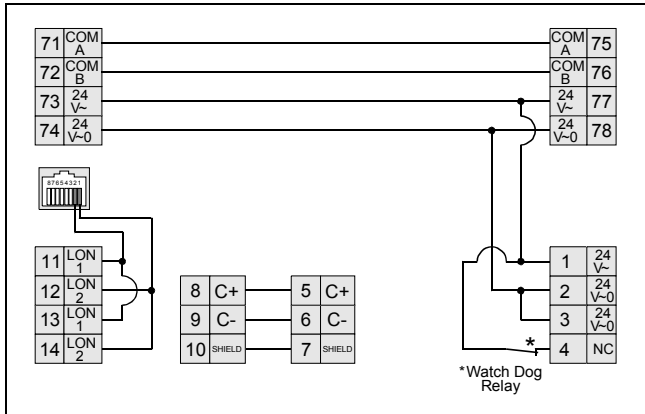 71 COM A
COM A 75
72 COM B
COM B 76
73 24 V~
24 V~ 77
74 24 V~0
24 V~0 78
87654321
11 LON 1
12 LON 2
13 LON 1
14 LON 2
8 C+
5 C+
9 C-
6 C-
10 SHIELD
7 SHIELD
1 24 V~
2 24 V~0
3 24 V~0
4 NC
*
*Watch Dog
Relay